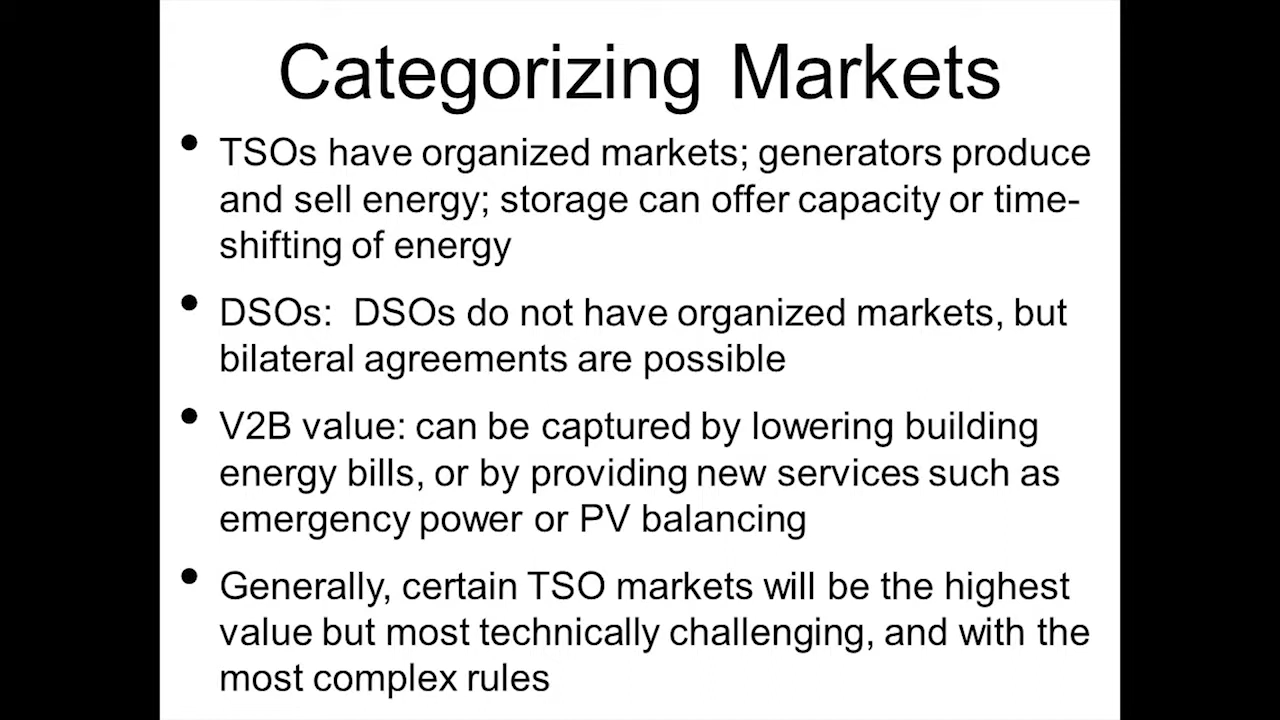 Categorizing Markets
• TSOs have organized markets; generators produce
and sell energy; storage can offer capacity or time-
shifting of energy
• DSOs:  DSOs do not have organized markets, but
bilateral agreements are possible
• V2B value: can be captured by lowering building
energy bills, or by providing new services such as
emergency power or PV balancing
• Generally, certain TSO markets will be the highest
value but most technically challenging, and with the
most complex rules